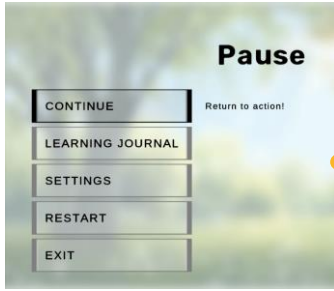 Pause
CONTINUE
Return to action!
LEARNING JOURNAL
SETTINGS
RESTART
EXIT